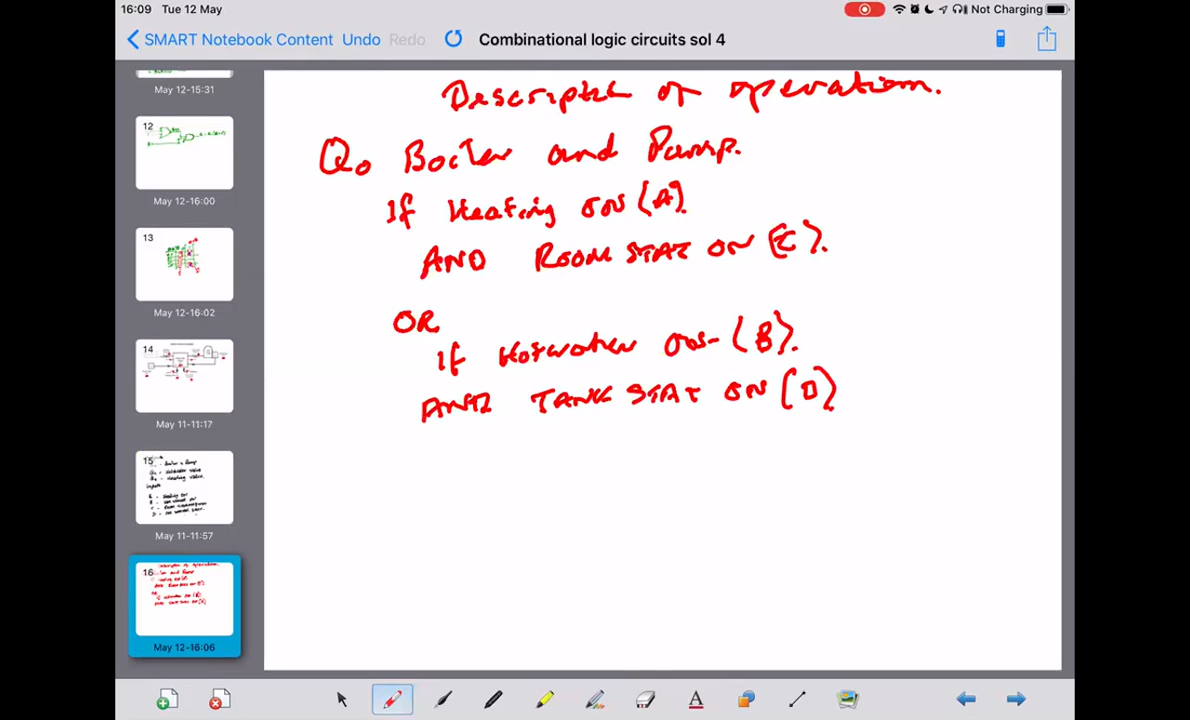 16:09 Tue 12 May
Not Charging
SMART Notebook Content Undo Redo Combinational logic circuits sol 4
May 12-15:31
12
May 12-16:00
13
May 12-16:02
14
May 11-11:17
15
May 11-11:57
16
May 12-16:06
Description of operation.
Q0 Boiler and Pump.
If Heating on (A).
AND ROOM STAT ON (C).
OR
If Hotwater on - (B).
AND TANK STAT ON (D)